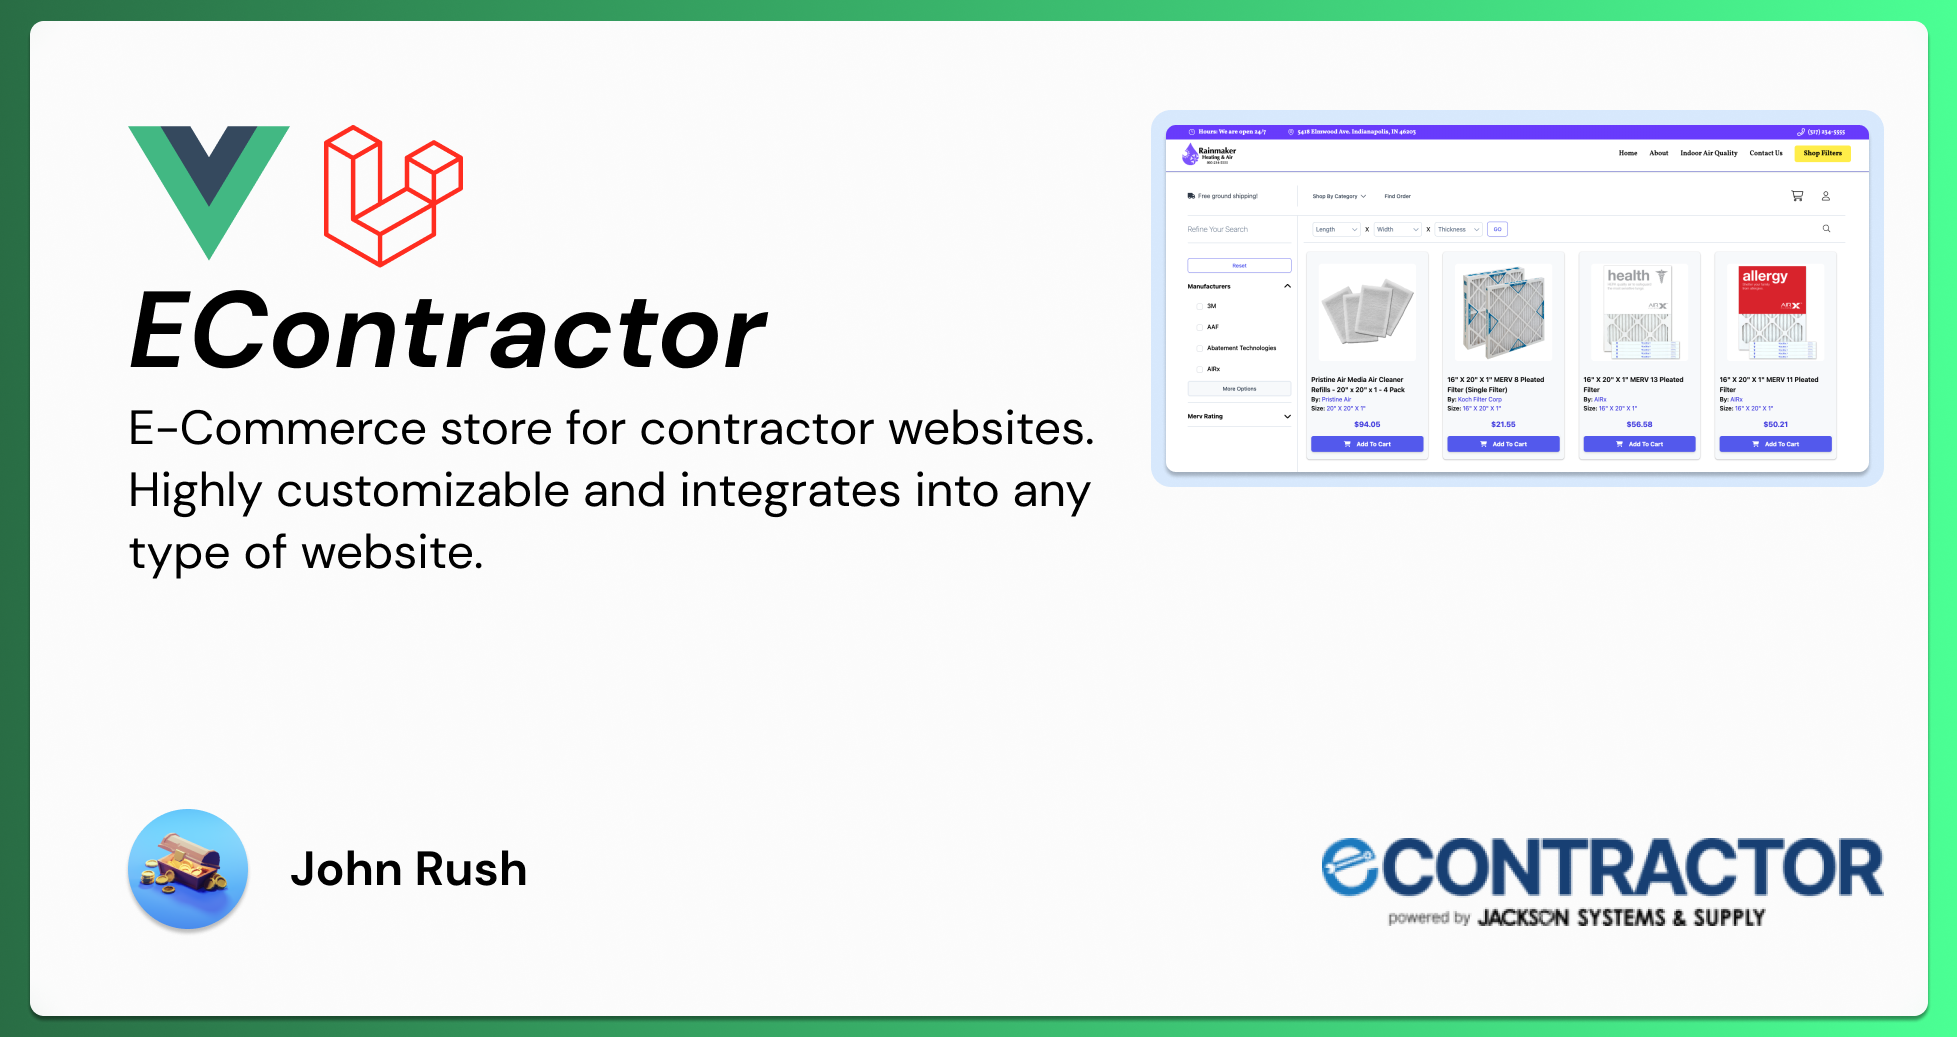 EContractor
E-Commerce store for contractor websites.
Highly customizable and integrates into any
type of website.
Hours: We are open 24/7
5418 Elmwood Ave. Indianapolis, IN 46203
(317) 234-5555
Rainmaker
Heating & Air
Home
About
Indoor Air Quality
Contact Us
Shop Filters
Free ground shipping!
Shop By Category
Find Order
Refine Your Search
Length
X
Width
X
Thickness
GO
Reset
Manufacturers
3M
AAF
Abatement Technologies
AIRx
More Options
Merv Rating
Pristine Air Media Air Cleaner
Refills - 20" x 20" x 1 - 4 Pack
By: Pristine Air
Size: 20" X 20" X 1"
$94.05
Add To Cart
16" X 20" X 1" MERV 8 Pleated
Filter (Single Filter)
By: Koch Filter Corp
Size: 16" X 20" X 1"
$21.55
Add To Cart
health
AIRX
16" X 20" X 1" MERV 13 Pleated
Filter
By: AIRx
Size: 16" X 20" X 1"
$56.58
Add To Cart
allergy
AIRX
16" X 20" X 1" MERV 11 Pleated
Filter
By: AIRx
Size: 16" X 20" X 1"
$50.21
Add To Cart
John Rush
eCONTRACTOR
powered by JACKSON SYSTEMS & SUPPLY